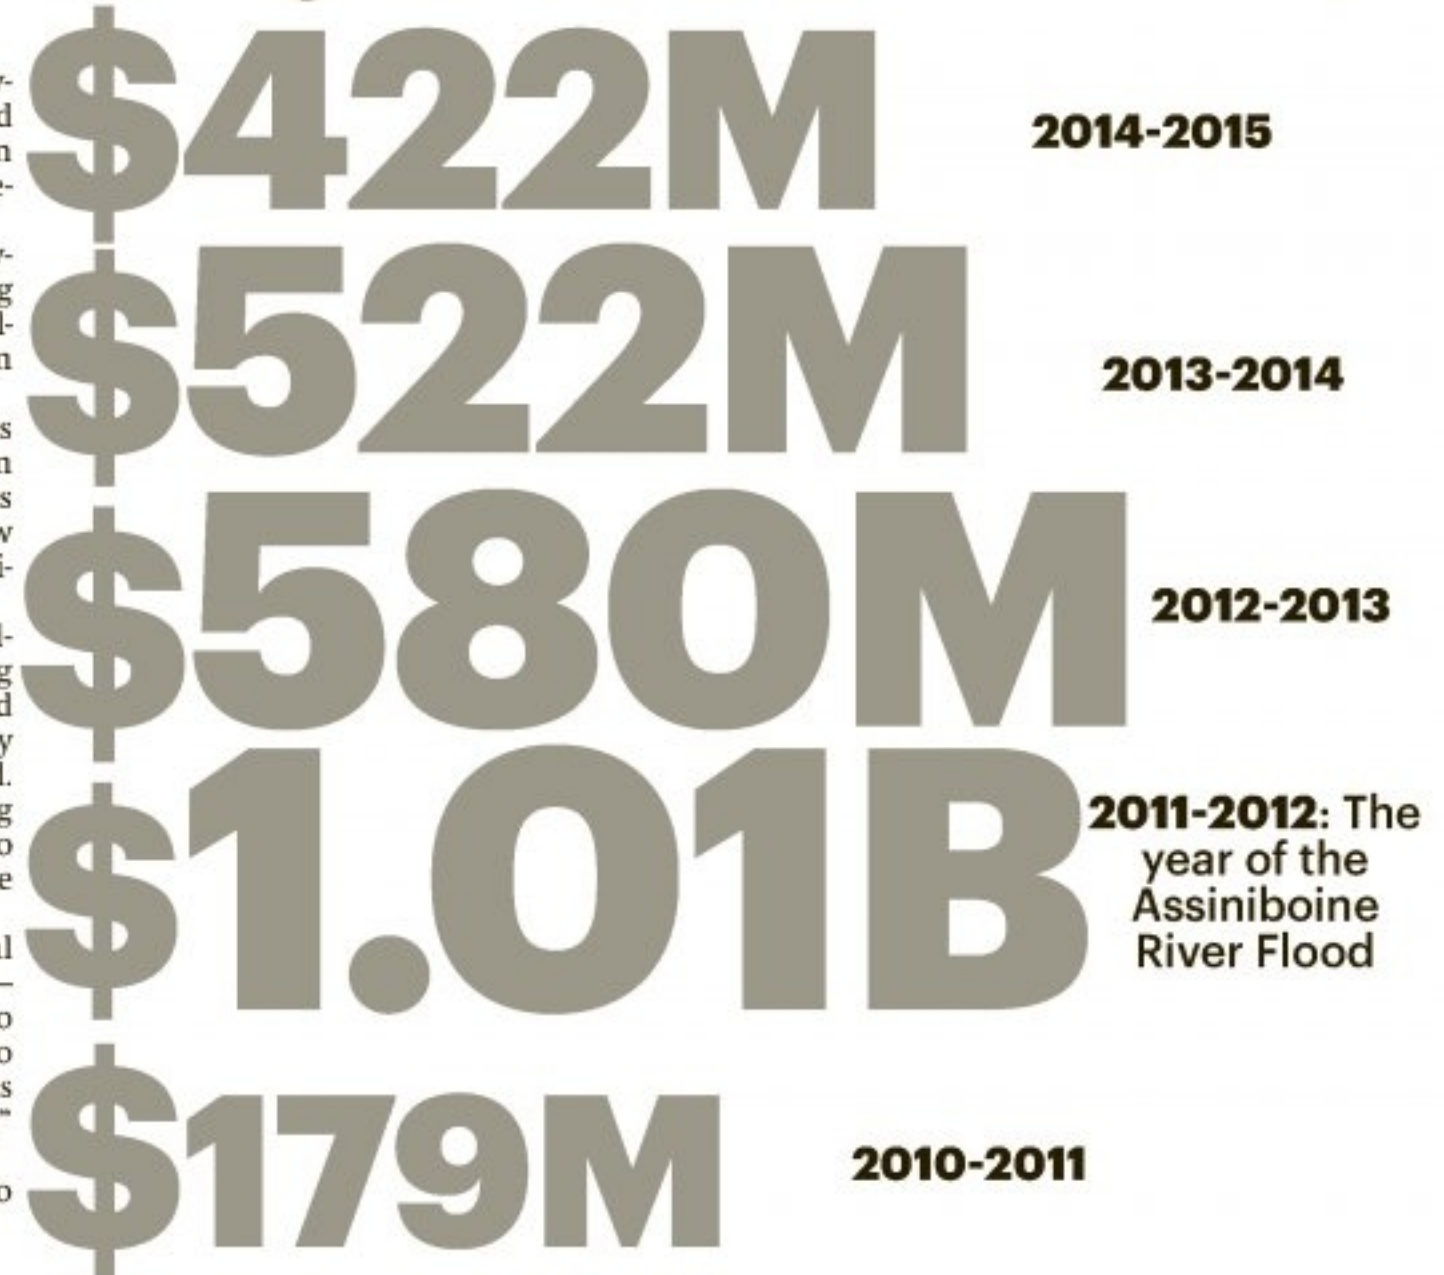 $422M 2014-2015
$522M 2013-2014
$580M 2012-2013
$1.01B 2011-2012: The
year of the
Assiniboine
River Flood
$179M 2010-2011